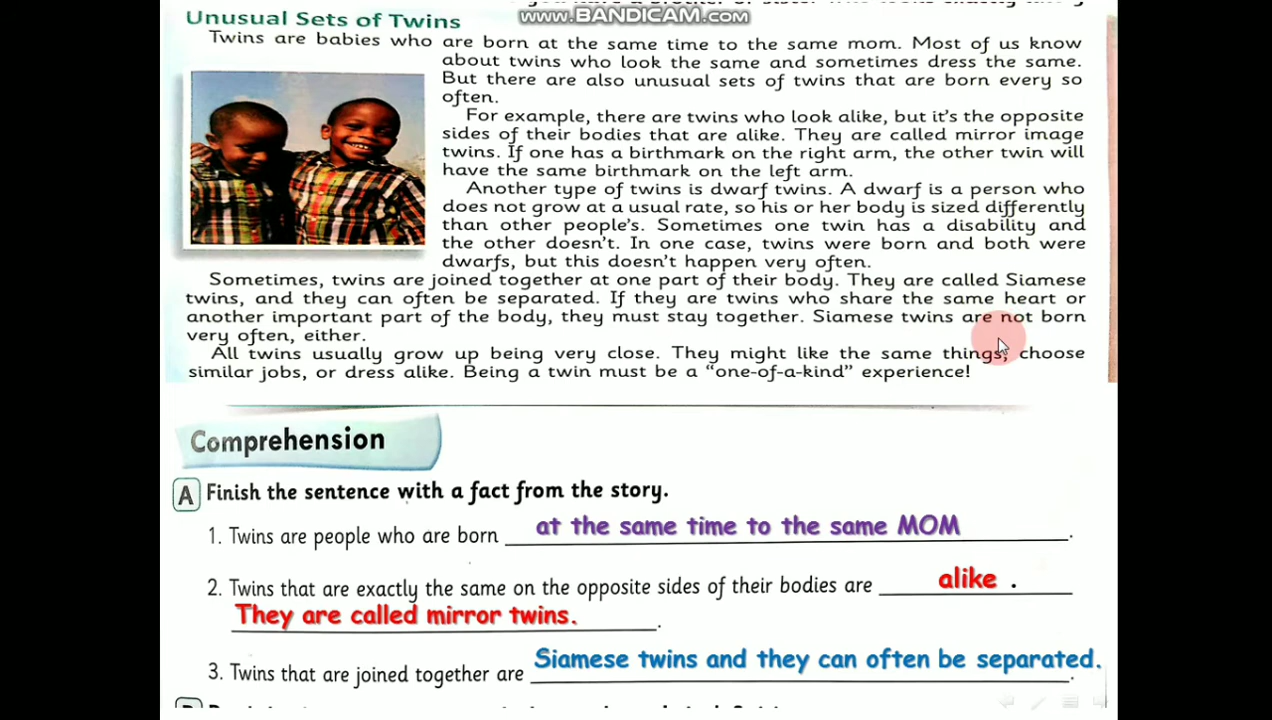 www.BANDICAM.com
Unusual Sets of Twins
Twins are babies who are born at the same time to the same mom. Most of us know
about twins who look the same and sometimes dress the same.
But there are also unusual sets of twins that are born every so
often.
For example, there are twins who look alike, but it's the opposite
sides of their bodies that are alike. They are called mirror image
twins. If one has a birthmark on the right arm, the other twin will
have the same birthmark on the left arm.
Another type of twins is dwarf twins. A dwarf is a person who
does not grow at a usual rate, so his or her body is sized differently
than other people's. Sometimes one twin has a disability and
the other doesn't. In one case, twins were born and both were
dwarfs, but this doesn't happen very often.
Sometimes, twins are joined together at one part of their body. They are called Siamese
twins, and they can often be separated. If they are twins who share the same heart or
another important part of the body, they must stay together. Siamese twins are not born
very often, either.
All twins usually grow up being very close. They might like the same things, choose
similar jobs, or dress alike. Being a twin must be a "one-of-a-kind" experience!
Comprehension
A Finish the sentence with a fact from the story.
1. Twins are people who are born at the same time to the same MOM.
2. Twins that are exactly the same on the opposite sides of their bodies are alike .
They are called mirror twins. .
3. Twins that are joined together are Siamese twins and they can often be separated. .